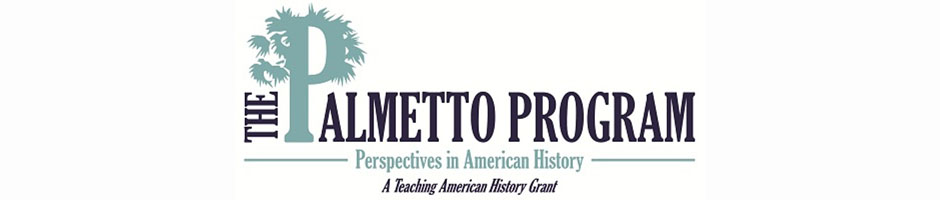 THE PALMETTO PROGRAM
Perspectives in American History
A Teaching American History Grant